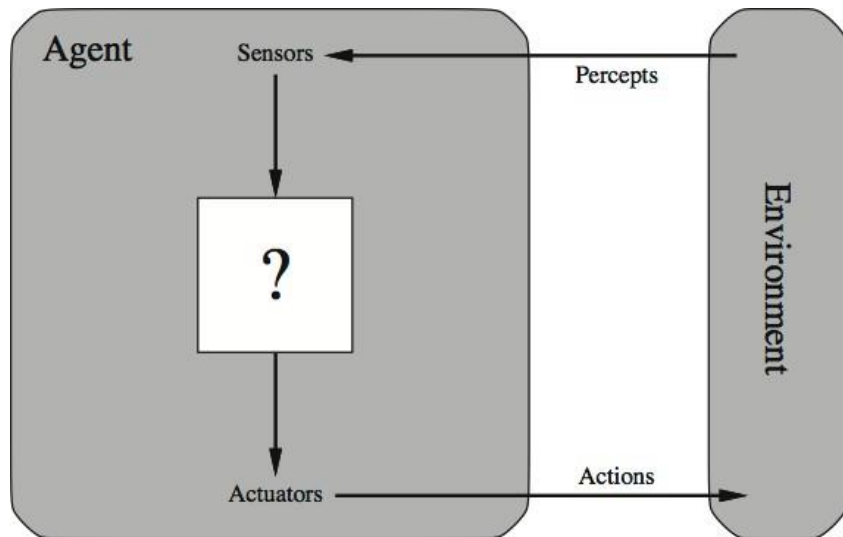 Agent
Sensors
Percepts
?
Environment
Actuators
Actions